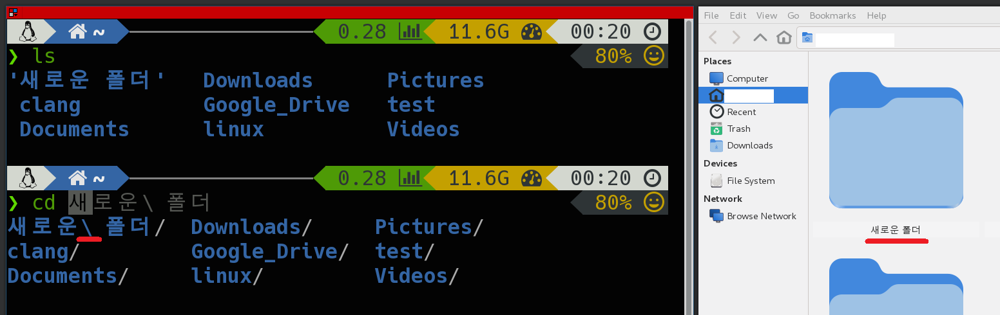 ~ 0.28 11.6G 00:20
❯ ls 80%
'새로운 폴더' Downloads Pictures
clang Google_Drive test
Documents linux Videos
~ 0.28 11.6G 00:20
❯ cd 새로운\ 폴더 80%
새로운\ 폴더/ Downloads/ Pictures/
clang/ Google_Drive/ test/
Documents/ linux/ Videos/
File Edit View Go Bookmarks Help
Places
Computer
Recent
Trash
Downloads
Devices
File System
Network
Browse Network
새로운 폴더